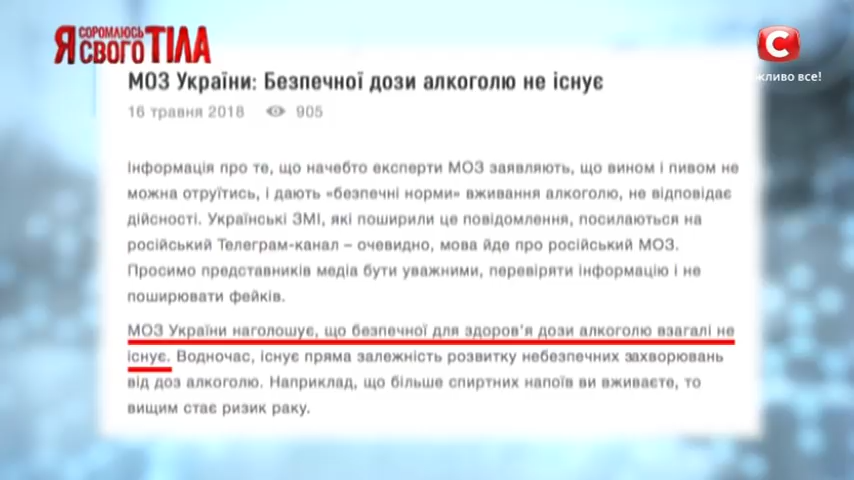 Я СОРОМЛЮСЬ СВОГО ТІЛА
С
жливо все!
МОЗ України: Безпечної дози алкоголю не існує
16 травня 2018 905
Інформація про те, що начебто експерти МОЗ заявляють, що вином і пивом не
можна отруїтись, і дають «безпечні норми» вживання алкоголю, не відповідає
дійсності. Українські ЗМІ, які поширили це повідомлення, посилаються на
російський Телеграм-канал – очевидно, мова йде про російський МОЗ.
Просимо представників медіа бути уважними, перевіряти інформацію і не
поширювати фейків.
МОЗ України наголошує, що безпечної для здоров'я дози алкоголю взагалі не
існує. Водночас, існує пряма залежність розвитку небезпечних захворювань
від доз алкоголю. Наприклад, що більше спиртних напоїв ви вживаєте, то
вищим стає ризик раку.